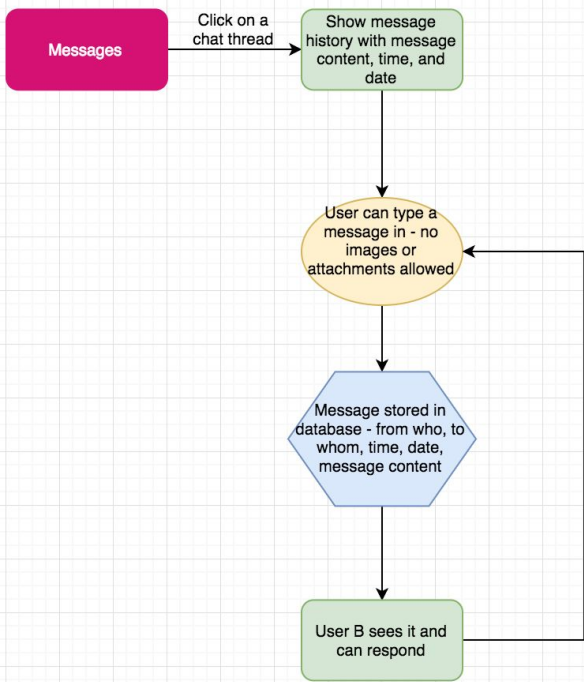 Messages
Click on a
chat thread
Show message
history with message
content, time, and
date
User can type a
message in - no
images or
attachments allowed
Message stored in
database - from who, to
whom, time, date,
message content
User B sees it and
can respond